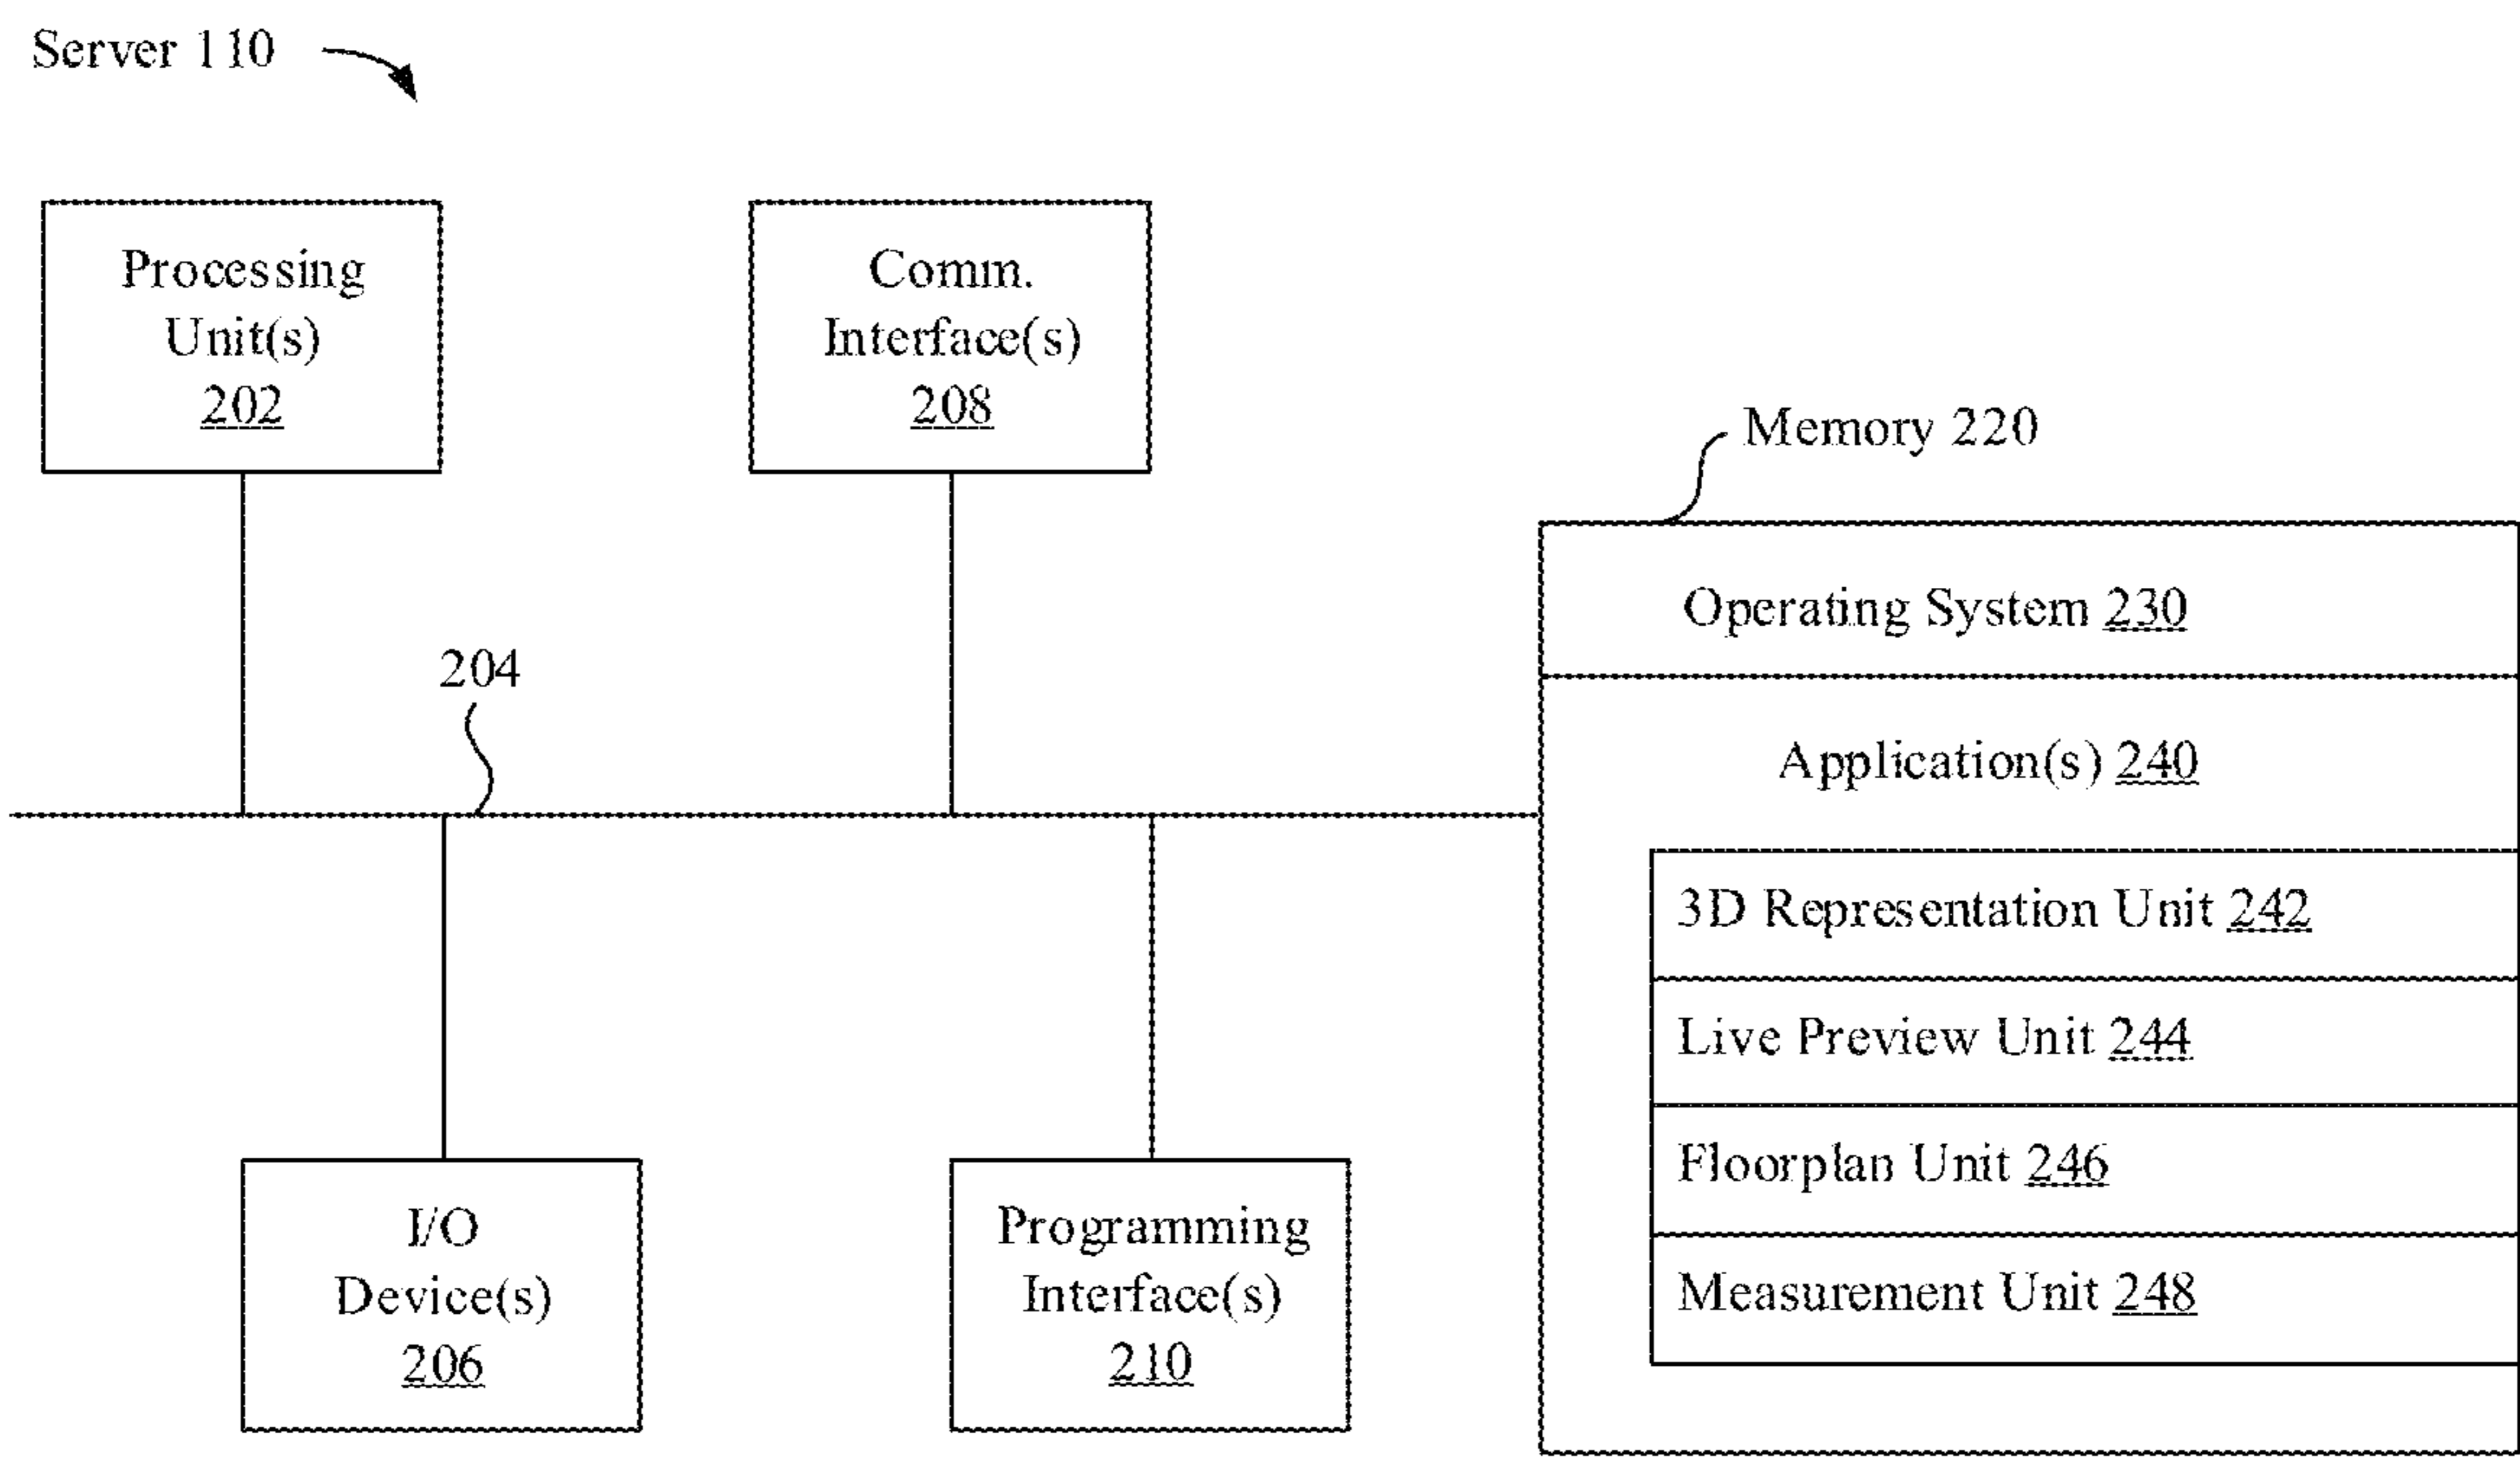 Server 110
Processing
Unit(s)
202
Comm.
Interface(s)
208
Memory 220
Operating System 230
204
Application(s) 240
3D Representation Unit 242
Live Preview Unit 244
Floorplan Unit 246
Measurement Unit 248
I/O
Device(s)
206
Programming
Interface(s)
210